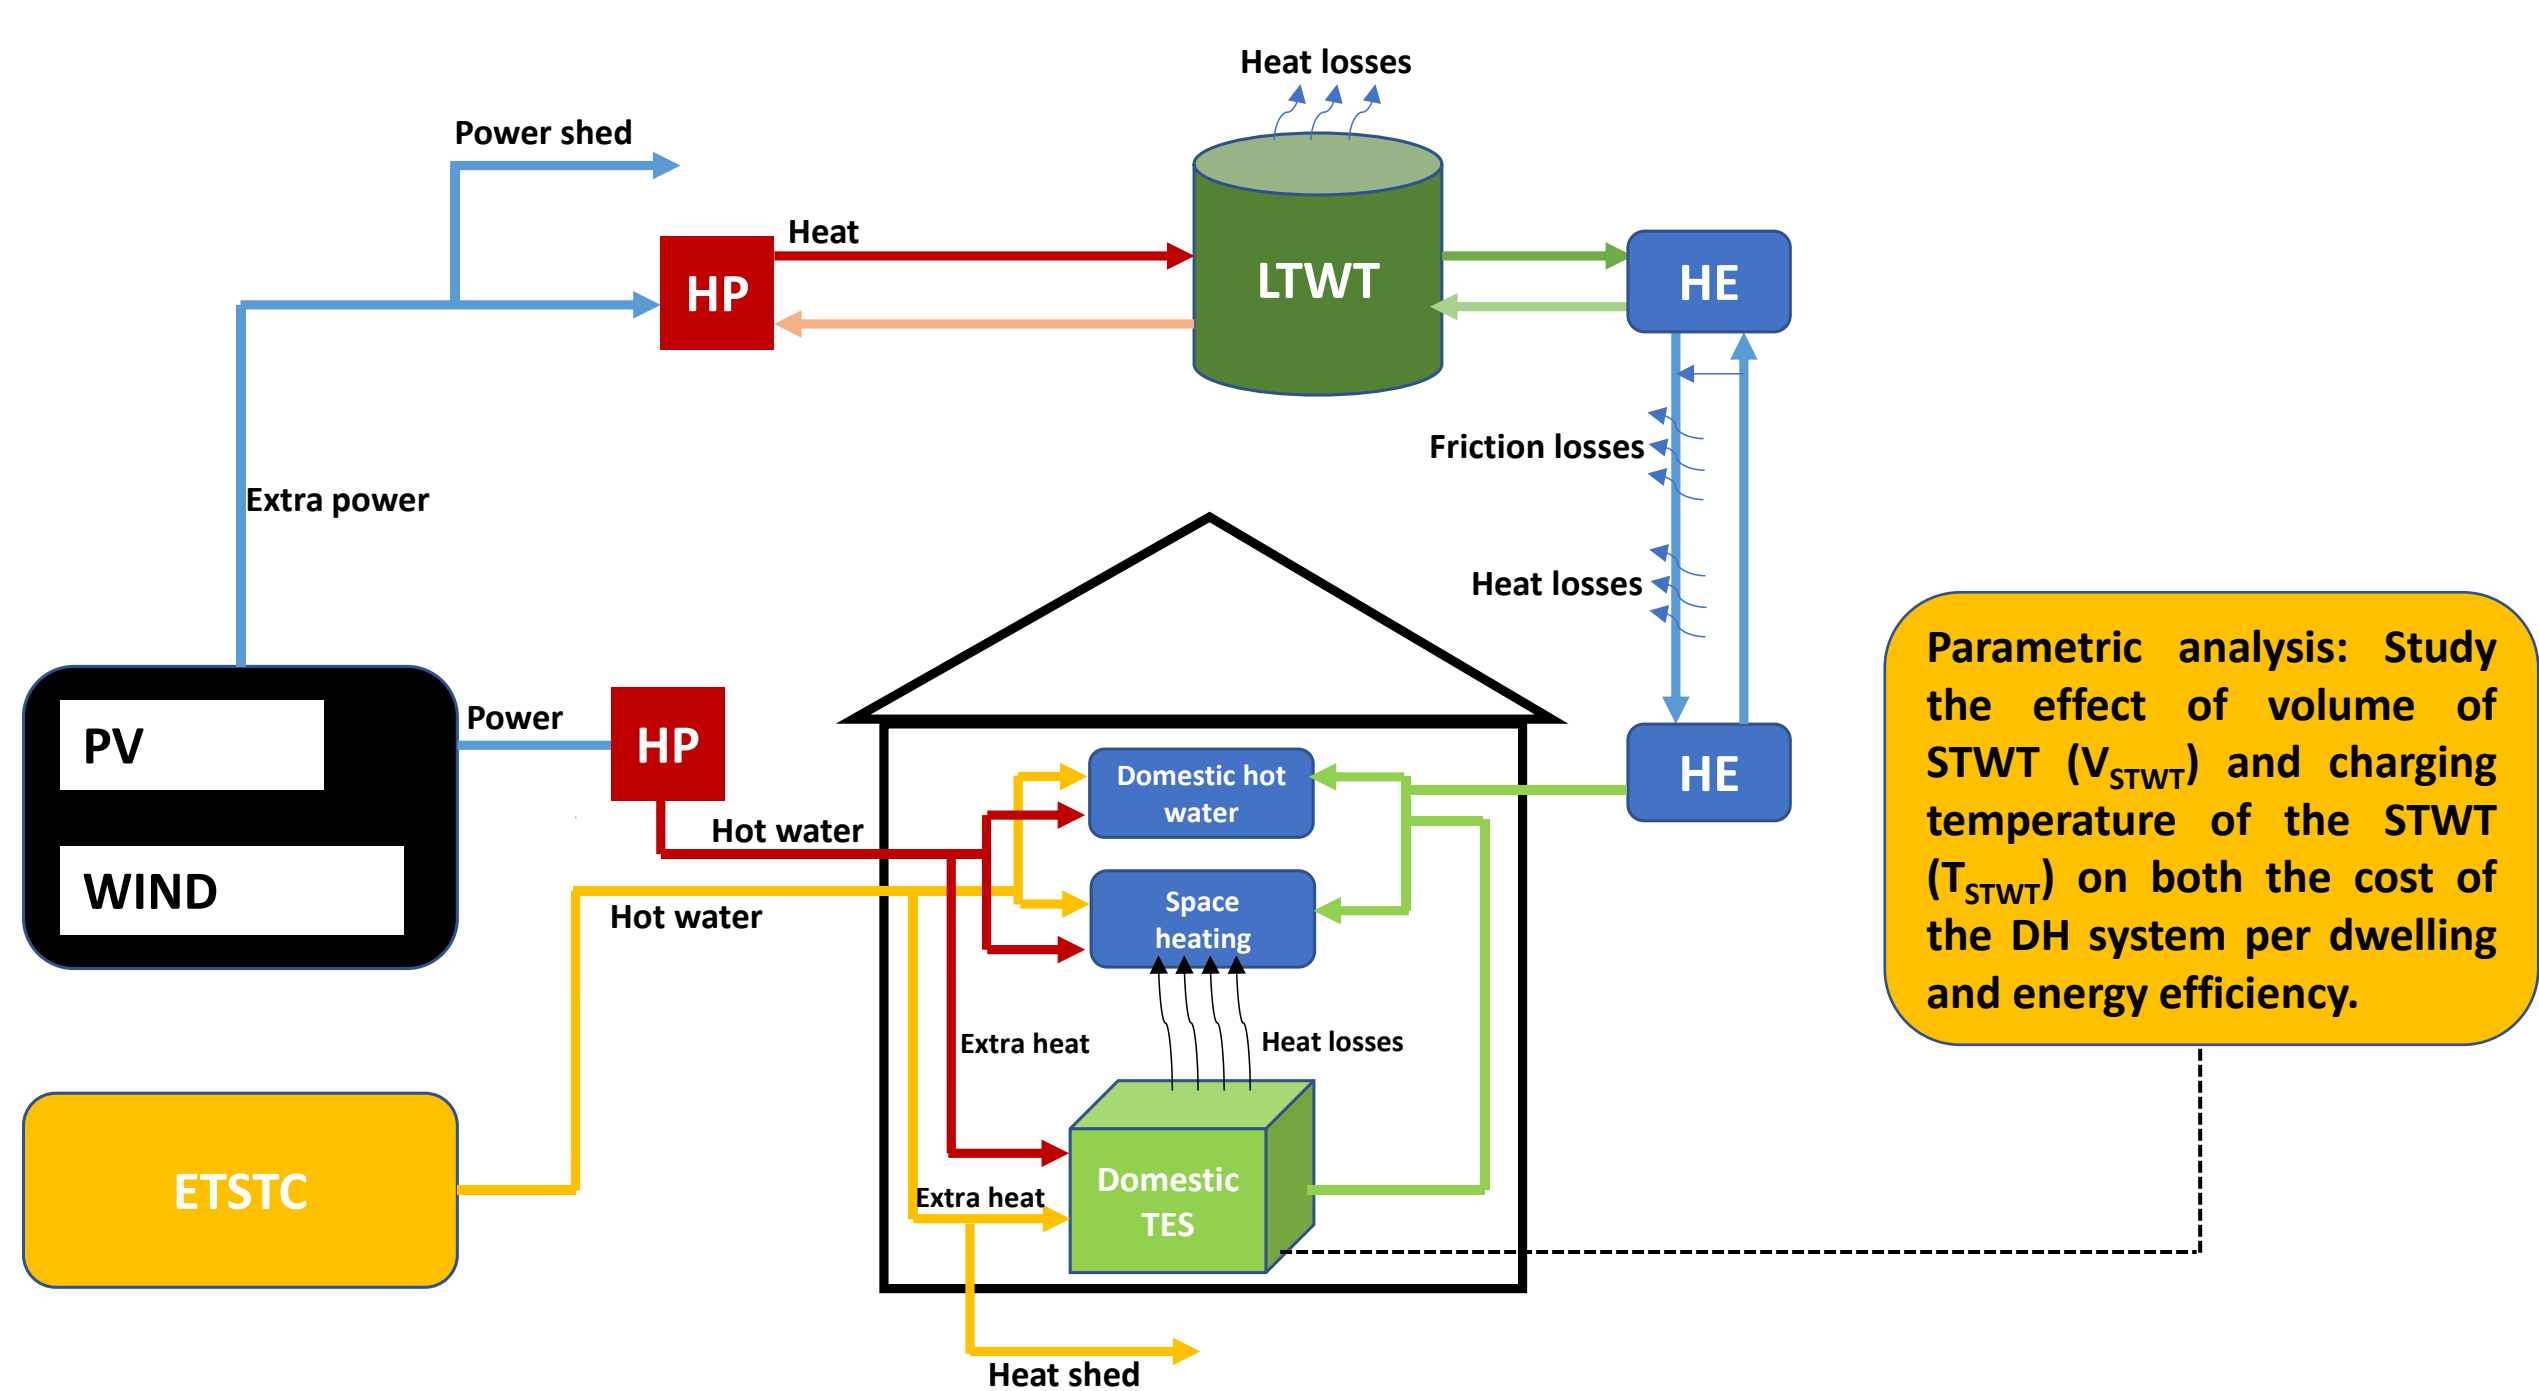 Heat losses
Power shed
Heat
HP
LTWT
HE
Friction losses
Extra power
Heat losses
Parametric analysis: Study
the effect of volume of
STWT (VSTWT) and charging
temperature of the STWT
(TSTWT) on both the cost of
the DH system per dwelling
and energy efficiency.
PV
WIND
Power
HP
HE
Domestic hot
water
Hot water
Space
heating
Hot water
Extra heat
Heat losses
ETSTC
Domestic
TES
Extra heat
Heat shed